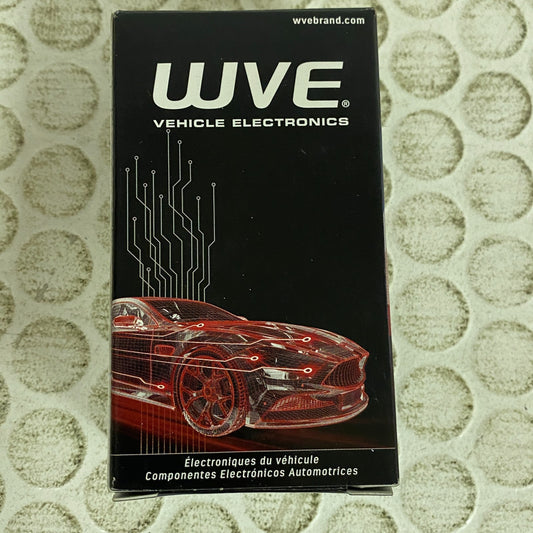 wvebrand.com
WVE®
VEHICLE ELECTRONICS
Électroniques du véhicule
Componentes Electrónicos Automotrices